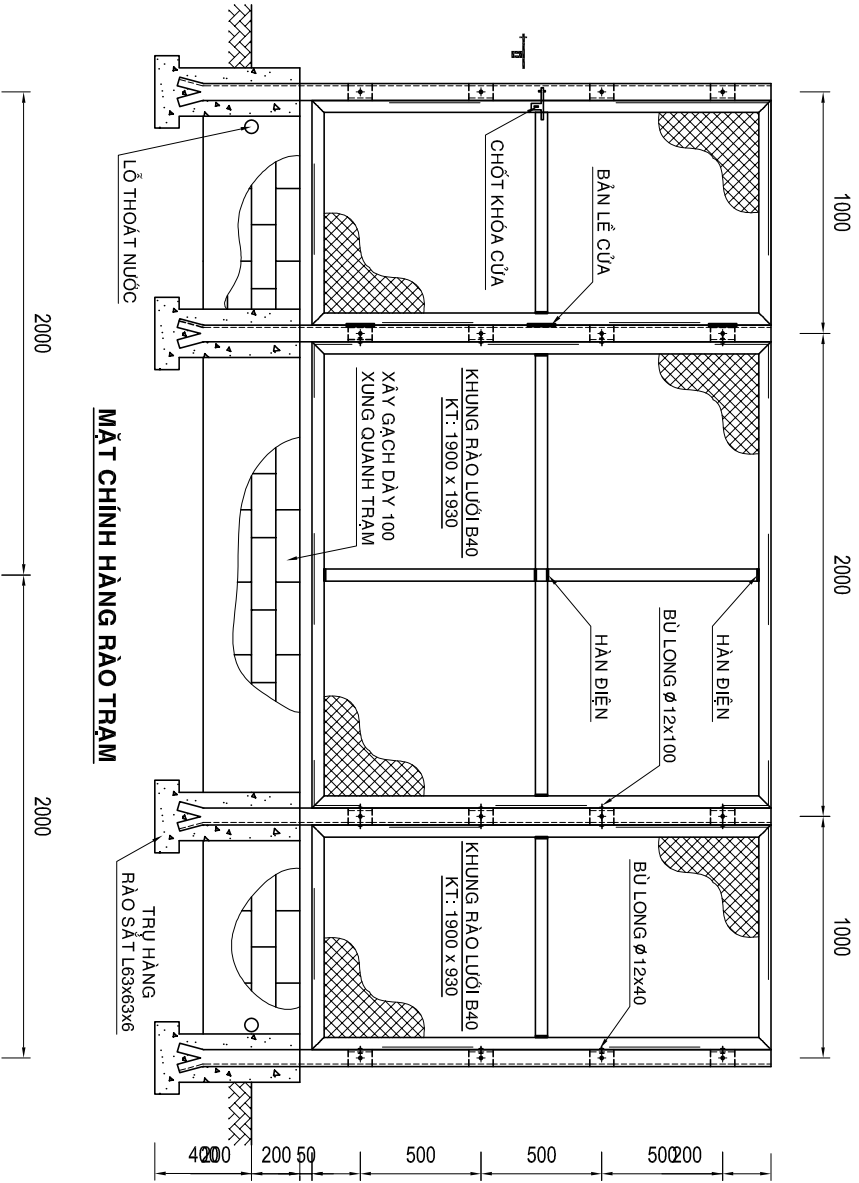 1000
2000
1000
BẢN LỀ CỬA
CHỐT KHÓA CỬA
LỖ THOÁT NƯỚC
HÀN ĐIỆN
BÙ LONG Ø12x100
HÀN ĐIỆN
KHUNG RÀO LƯỚI B40
KT: 1900 x 1930
XÂY GẠCH DÀY 100
XUNG QUANH TRẠM
BÙ LONG Ø12x40
KHUNG RÀO LƯỚI B40
KT: 1900 x 930
TRỤ HÀNG
RÀO SẮT L63x63x6
2000
2000
400
200
200
50
500
500
500
200
MẶT CHÍNH HÀNG RÀO TRẠM